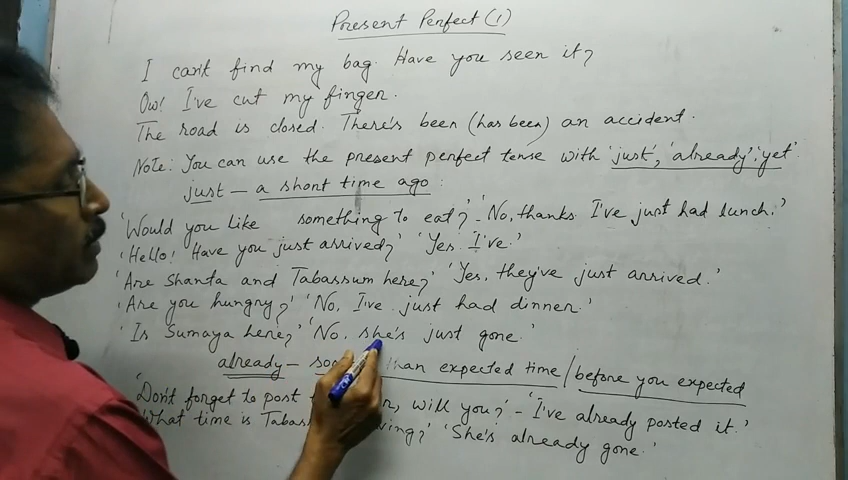 Present Perfect (1)
I can't find my bag. Have you seen it?
Ow! I've cut my finger.
The road is closed. There's been (has been) an accident.
Note: You can use the present perfect tense with 'just', 'already', 'yet'.
just – a short time ago:
'Would you like something to eat?' – 'No, thanks. I've just had lunch.'
'Hello! Have you just arrived?' 'Yes. I've.'
'Are Shanta and Tabassum here?' 'Yes, they've just arrived.'
'Are you hungry?' 'No, I've just had dinner.'
'Is Sumaya here?' 'No, she's just gone.'
already – than expected time / before you expected
'Don't forget to post will you?' – 'I've already posted it.'
'What time is 'She's already gone.'